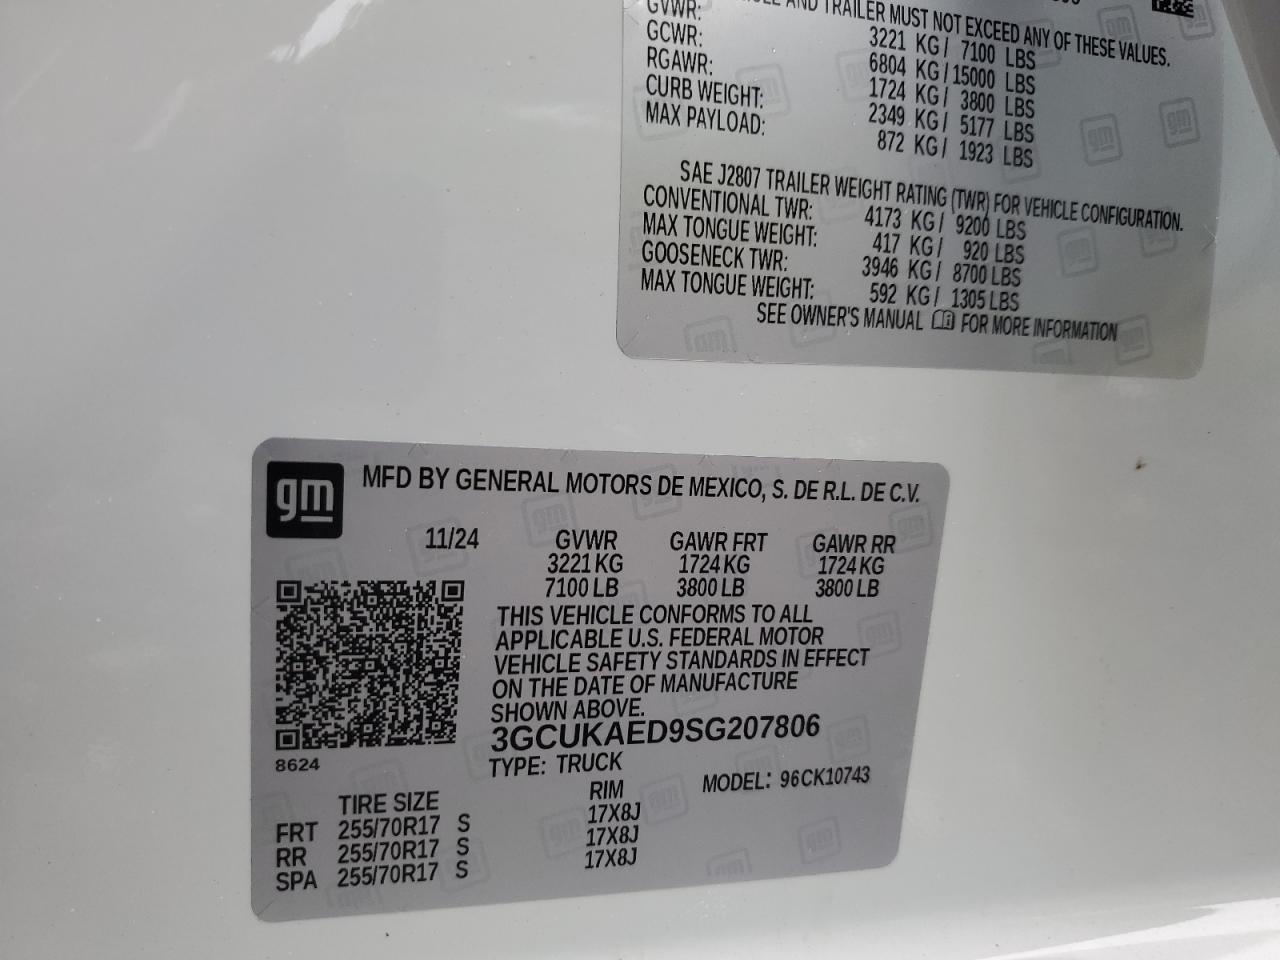 AND TRAILER MUST NOT EXCEED ANY OF THESE VALUES.
GVWR: 3221 KG/ 7100 LBS
GCWR: 6804 KG/ 15000 LBS
RGAWR: 1724 KG/ 3800 LBS
CURB WEIGHT: 2349 KG/ 5177 LBS
MAX PAYLOAD: 872 KG/ 1923 LBS
SAE J2807 TRAILER WEIGHT RATING (TWR) FOR VEHICLE CONFIGURATION.
CONVENTIONAL TWR: 4173 KG/ 9200 LBS
MAX TONGUE WEIGHT: 417 KG/ 920 LBS
GOOSENECK TWR: 3946 KG/ 8700 LBS
MAX TONGUE WEIGHT: 592 KG/ 1305 LBS
SEE OWNER'S MANUAL FOR MORE INFORMATION
gm MFD BY GENERAL MOTORS DE MEXICO, S. DE R.L. DE C.V.
11/24 GVWR GAWR FRT GAWR RR
3221 KG 1724 KG 1724 KG
7100 LB 3800 LB 3800 LB
THIS VEHICLE CONFORMS TO ALL
APPLICABLE U.S. FEDERAL MOTOR
VEHICLE SAFETY STANDARDS IN EFFECT
ON THE DATE OF MANUFACTURE
SHOWN ABOVE.
3GCUKAED9SG207806
8624 TYPE: TRUCK MODEL: 96CK10743
TIRE SIZE RIM
FRT 255/70R17 S 17X8J
RR 255/70R17 S 17X8J
SPA 255/70R17 S 17X8J